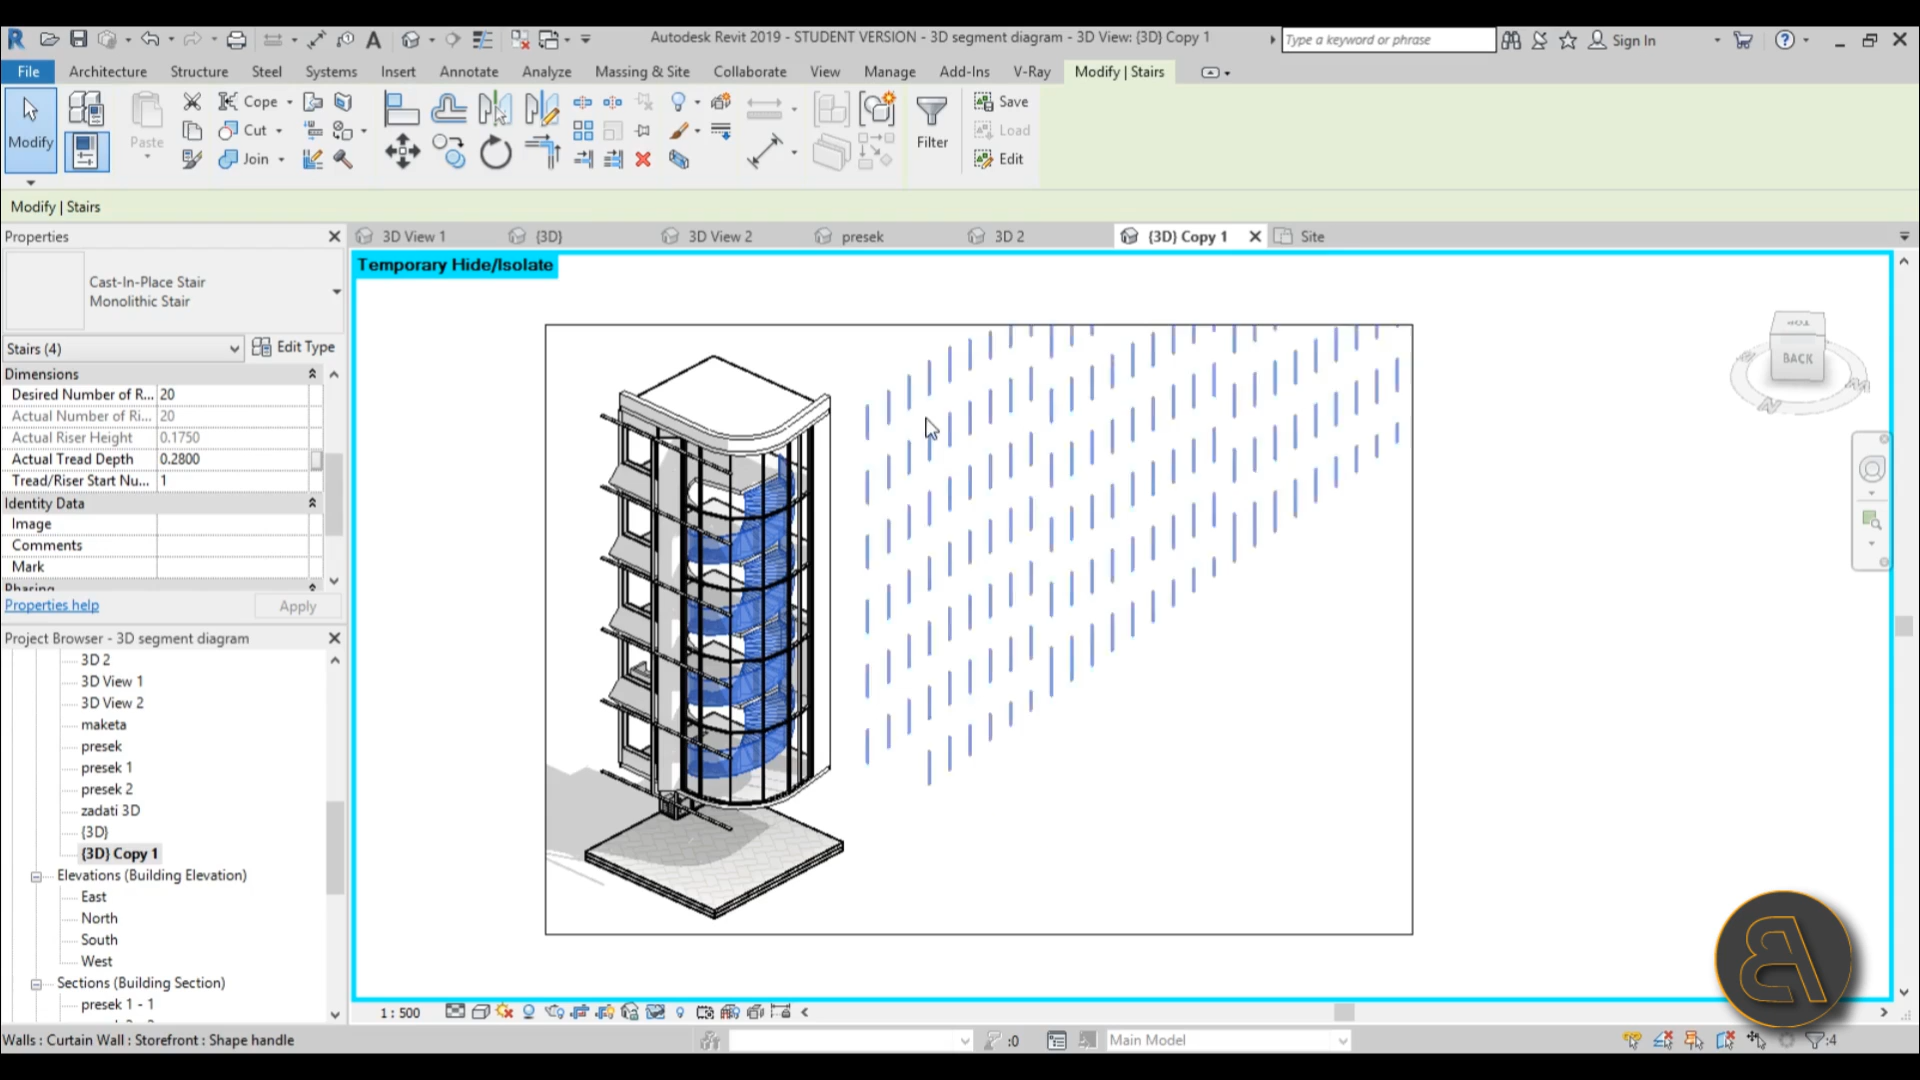 Autodesk Revit 2019 - STUDENT VERSION - 3D segment diagram - 3D View: {3D} Copy 1
Type a keyword or phrase
Sign In
File
Architecture
Structure
Steel
Systems
Insert
Annotate
Analyze
Massing & Site
Collaborate
View
Manage
Add-Ins
V-Ray
Modify | Stairs
Modify
Paste
Cope
Cut
Join
Filter
Save
Load
Edit
Modify | Stairs
Properties
3D View 1
{3D}
3D View 2
presek
3D 2
{3D} Copy 1
Site
Temporary Hide/Isolate
Cast-In-Place Stair
Monolithic Stair
Stairs (4)
Edit Type
Dimensions
Desired Number of R... 20
Actual Number of Ri... 20
Actual Riser Height 0.1750
Actual Tread Depth 0.2800
Tread/Riser Start Nu... 1
Identity Data
Image
Comments
Mark
Phasing
Properties help
Apply
BACK
Project Browser - 3D segment diagram
3D 2
3D View 1
3D View 2
maketa
presek
presek 1
presek 2
zadati 3D
{3D}
{3D} Copy 1
Elevations (Building Elevation)
East
North
South
West
Sections (Building Section)
presek 1 - 1
1 : 500
Walls : Curtain Wall : Storefront : Shape handle
:0
Main Model
:4